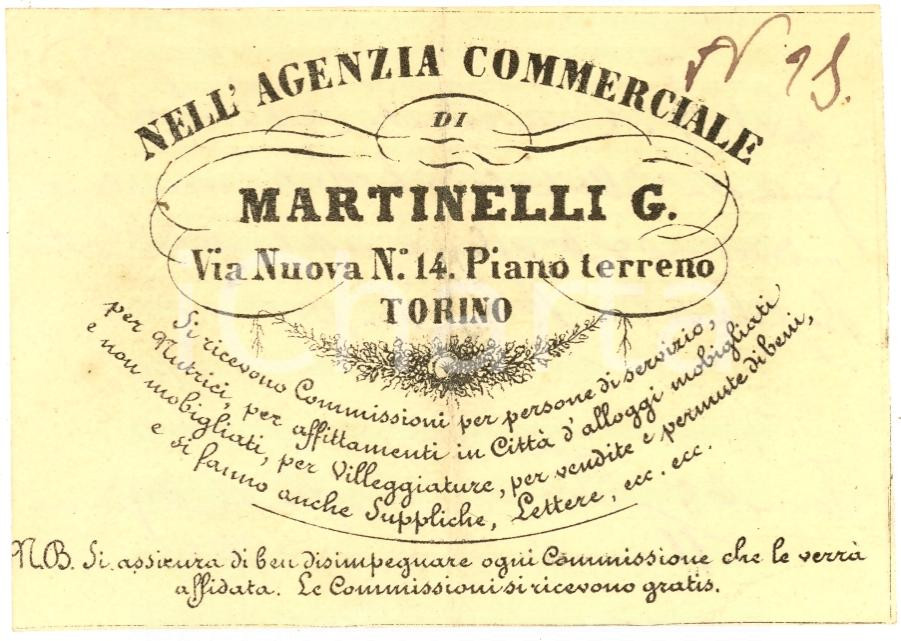 N 15.
NELL' AGENZIA COMMERCIALE
DI
MARTINELLI G.
Via Nuova N.° 14. Piano terreno
TORINO
Si ricevono Commissioni per persone di servizio,
per Nutrici, per affittamenti in Città d'alloggi mobigliati
e non mobigliati, per Villeggiature, per vendite e permute di beni,
e si fanno anche Suppliche, Lettere, ecc. ecc.
N.B. Si assicura di ben disimpegnare ogni Commissione che le verrà
affidata. Le Commissioni si ricevono gratis.